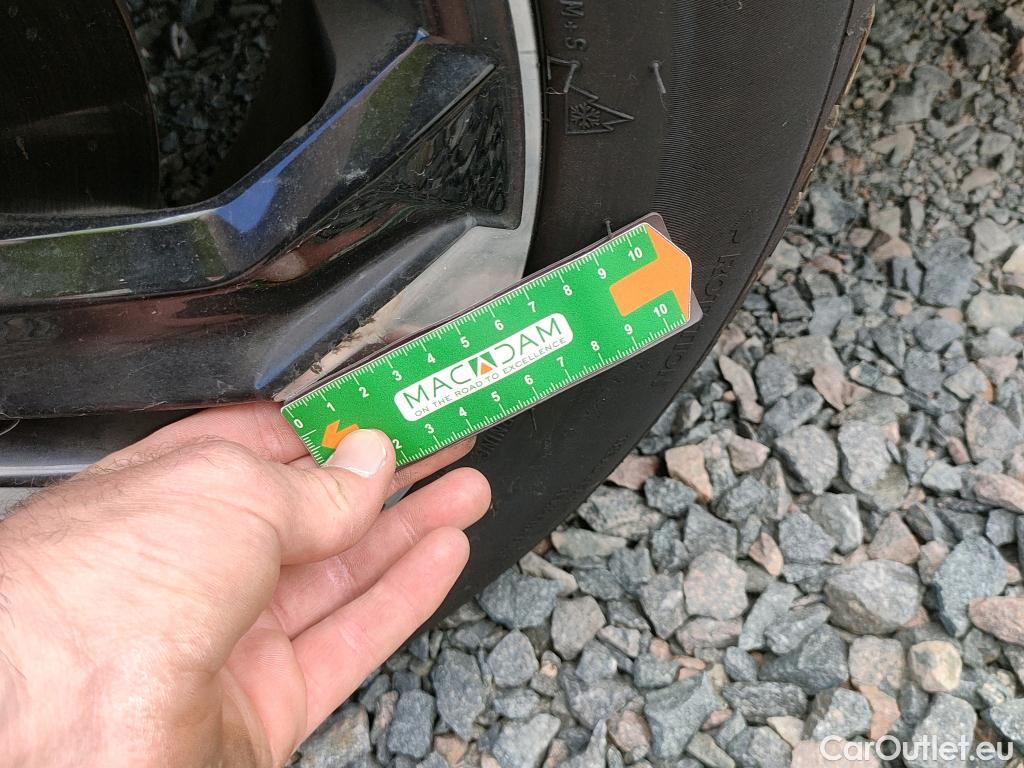 M+S
0 1 2 3 4 5 6 7 8 9 10
MACADAM
ON THE ROAD TO EXCELLENCE
2 3 4 5 6 7 8 9 10
CarOutlet.eu